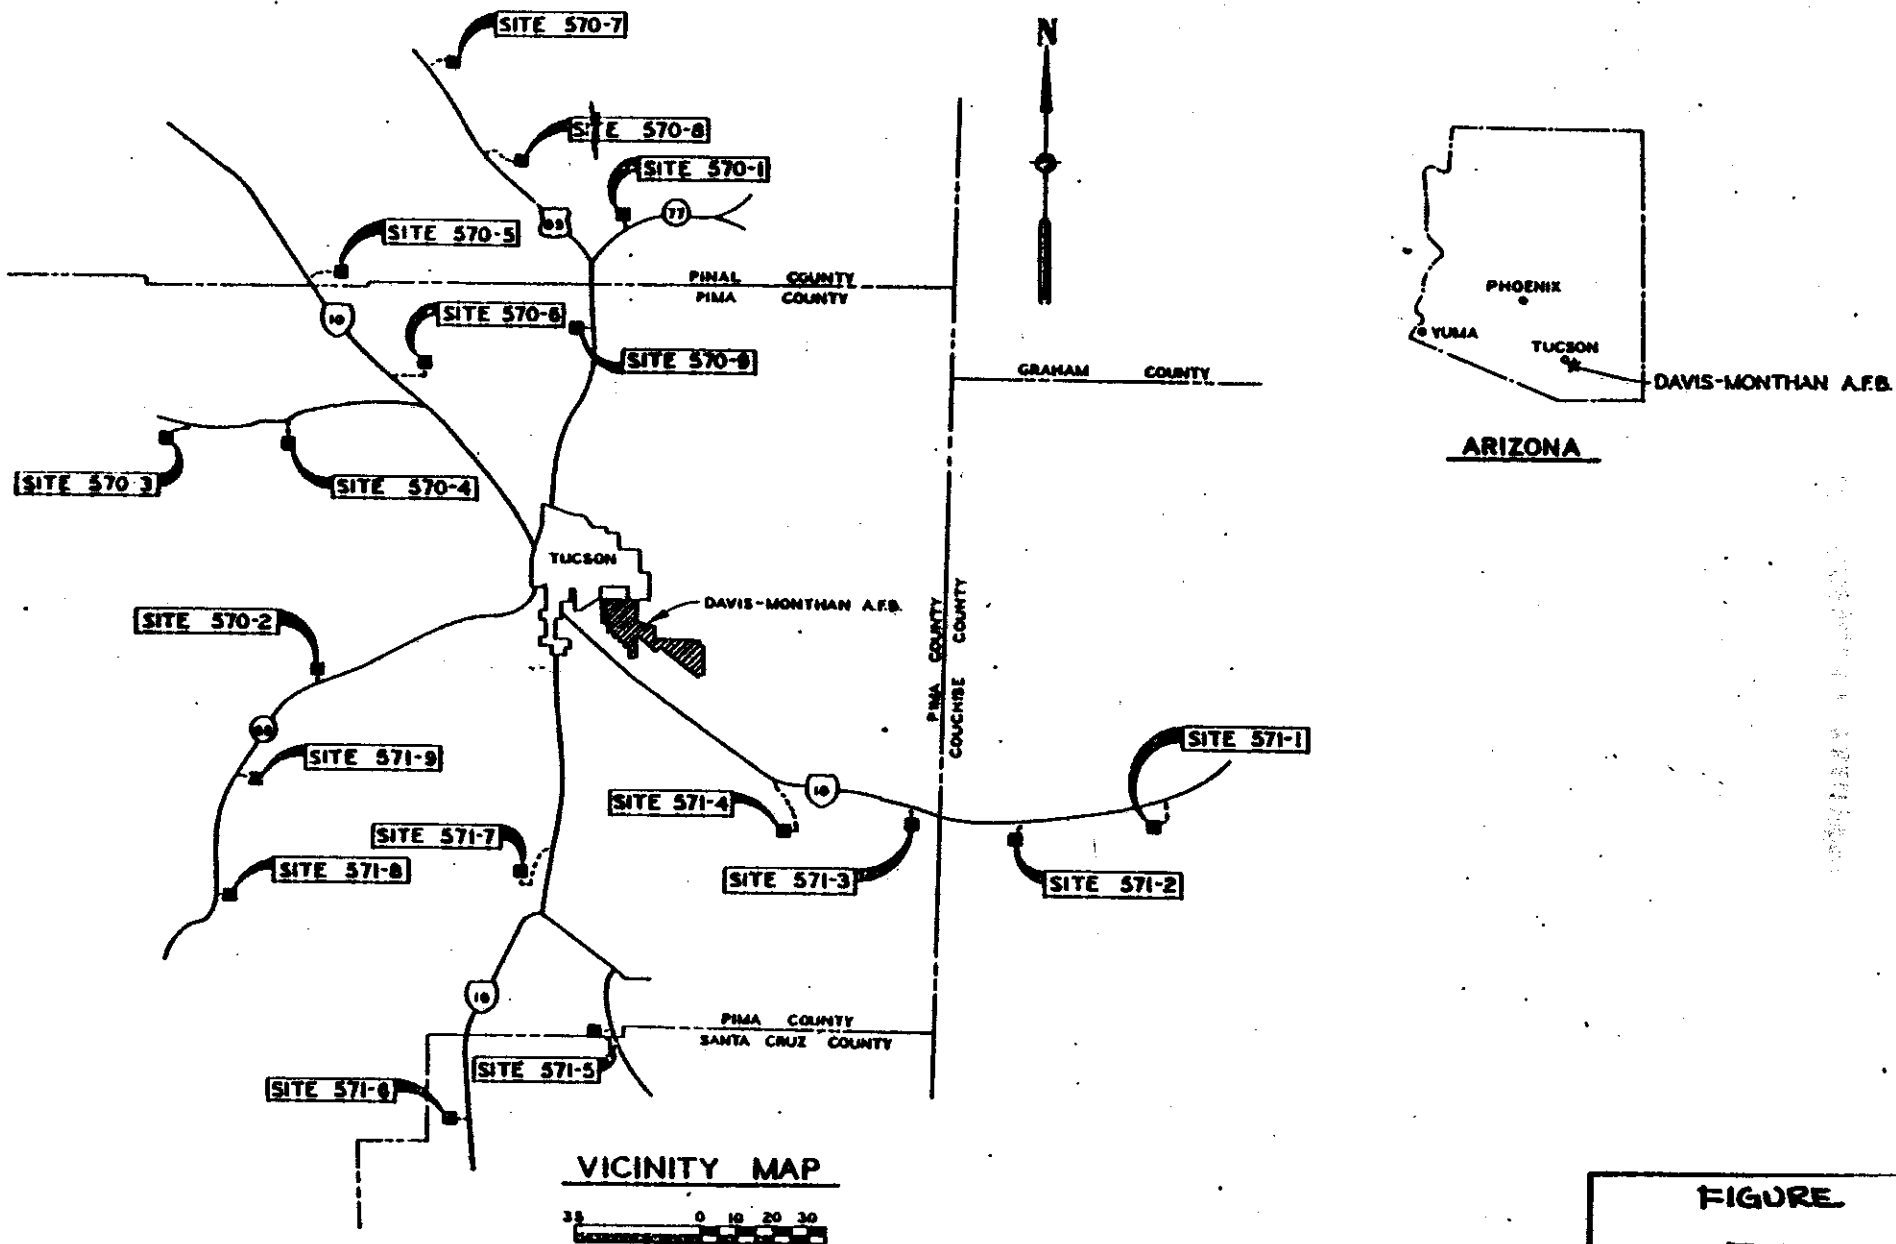 SITE 570-7
N
SITE 570-8
SITE 570-1
77
SITE 570-5
PINAL COUNTY
PIMA COUNTY
10
SITE 570-6
SITE 570-9
GRAHAM COUNTY
PHOENIX
YUMA
TUCSON
DAVIS-MONTHAN A.F.B.
ARIZONA
SITE 570-3
SITE 570-4
TUCSON
DAVIS-MONTHAN A.F.B.
PIMA COUNTY
COUCHISE COUNTY
SITE 570-2
SITE 571-9
SITE 571-1
SITE 571-4
10
SITE 571-7
SITE 571-8
SITE 571-3
SITE 571-2
10
PIMA COUNTY
SANTA CRUZ COUNTY
SITE 571-5
SITE 571-6
VICINITY MAP
0 10 20 30
FIGURE